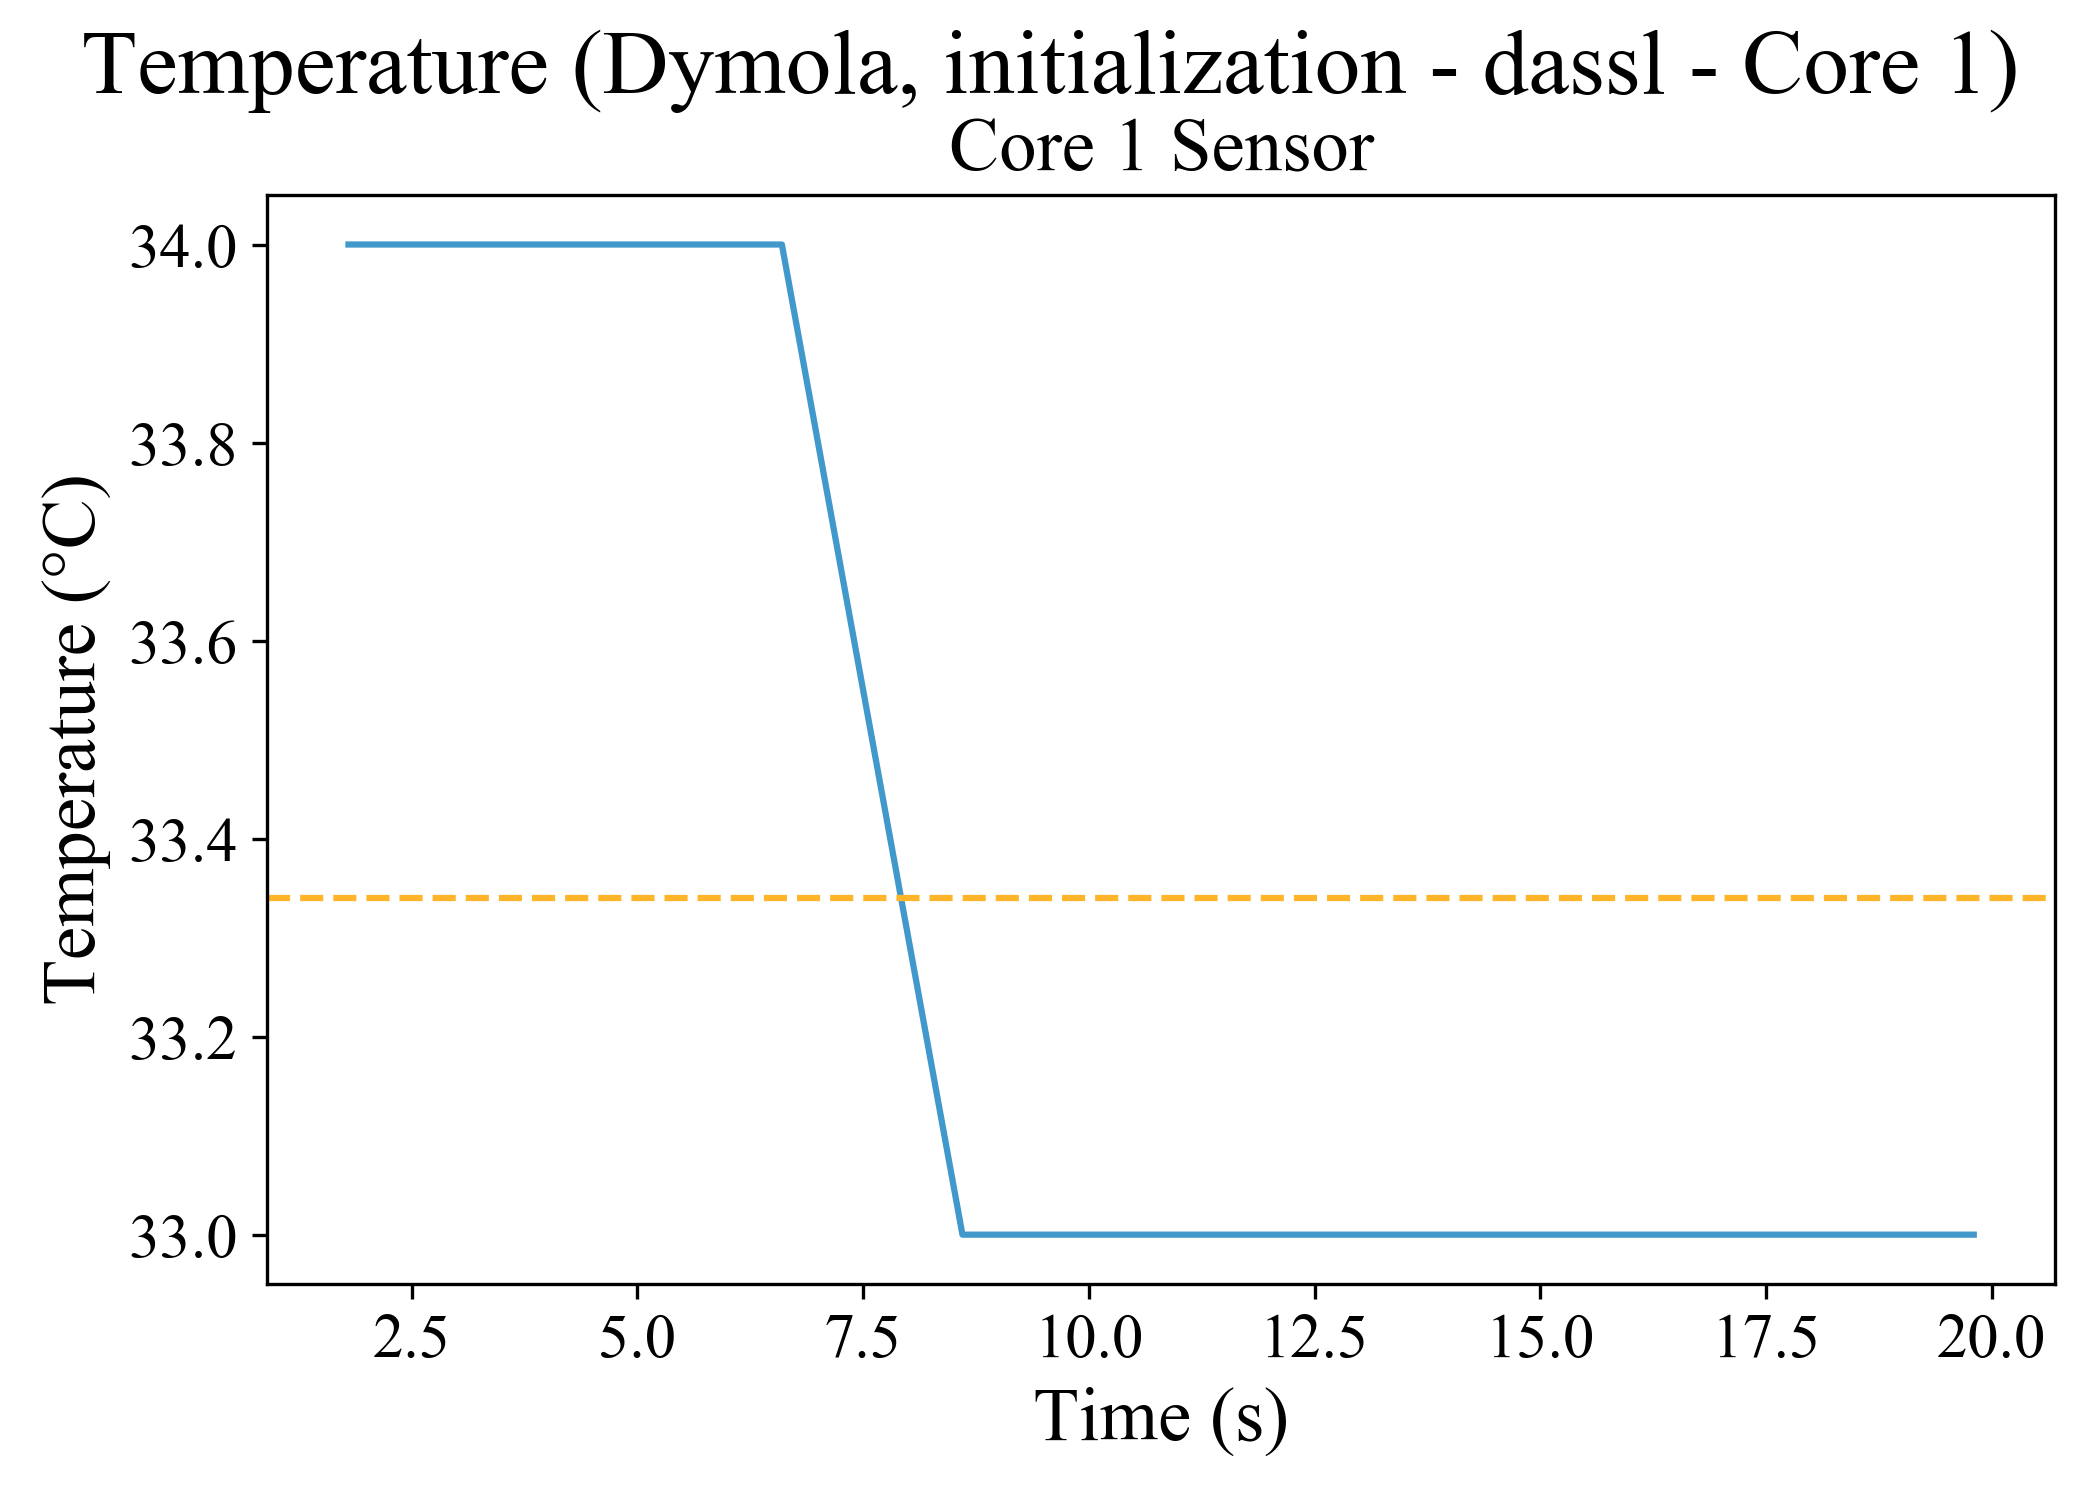 Temperature (Dymola, initialization - dassl - Core 1)
Core 1 Sensor
Temperature (°C)
34.0
33.8
33.6
33.4
33.2
33.0
2.5 5.0 7.5 10.0 12.5 15.0 17.5 20.0
Time (s)